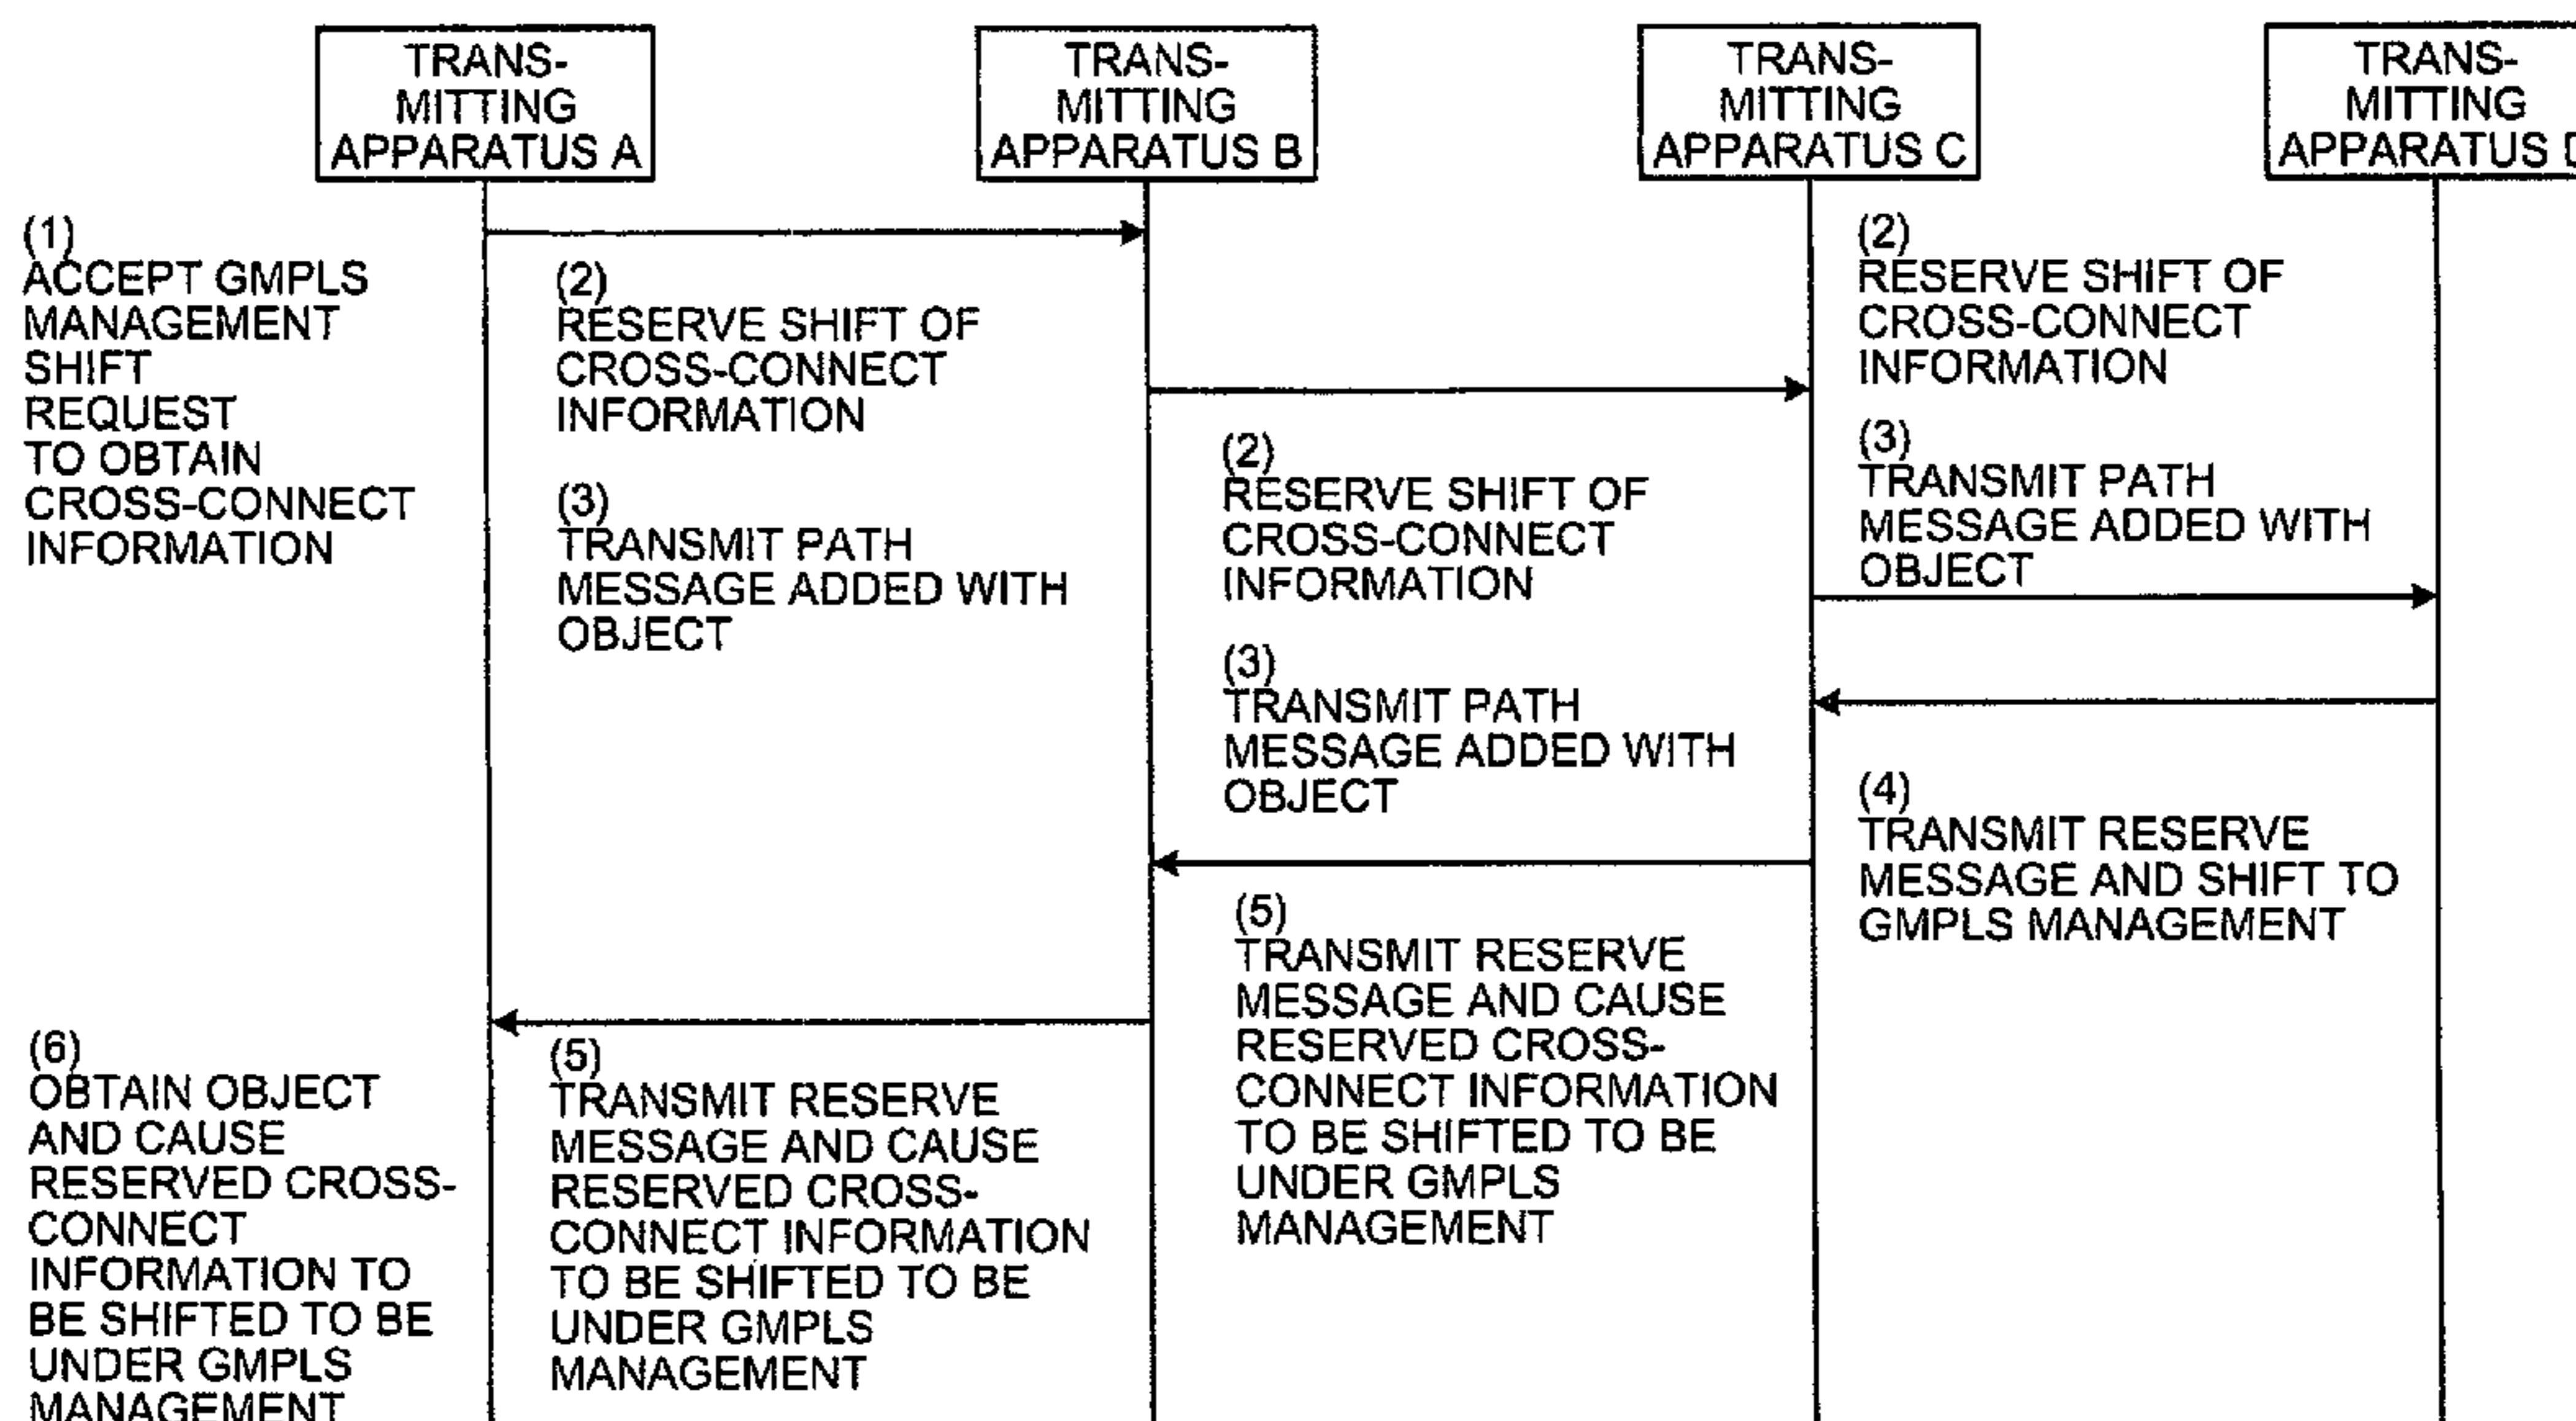 TRANS-
MITTING
APPARATUS A
TRANS-
MITTING
APPARATUS B
TRANS-
MITTING
APPARATUS C
TRANS-
MITTING
APPARATUS
(1)
ACCEPT GMPLS
MANAGEMENT
SHIFT
REQUEST
TO OBTAIN
CROSS-CONNECT
INFORMATION
(2)
RESERVE SHIFT OF
CROSS-CONNECT
INFORMATION
(3)
TRANSMIT PATH
MESSAGE ADDED WITH
OBJECT
(2)
RESERVE SHIFT OF
CROSS-CONNECT
INFORMATION
(3)
TRANSMIT PATH
MESSAGE ADDED WITH
OBJECT
(2)
RESERVE SHIFT OF
CROSS-CONNECT
INFORMATION
(3)
TRANSMIT PATH
MESSAGE ADDED WITH
OBJECT
(4)
TRANSMIT RESERVE
MESSAGE AND SHIFT TO
GMPLS MANAGEMENT
(5)
TRANSMIT RESERVE
MESSAGE AND CAUSE
RESERVED CROSS-
CONNECT INFORMATION
TO BE SHIFTED TO BE
UNDER GMPLS
MANAGEMENT
(5)
TRANSMIT RESERVE
MESSAGE AND CAUSE
RESERVED CROSS-
CONNECT INFORMATION
TO BE SHIFTED TO BE
UNDER GMPLS
MANAGEMENT
(6)
OBTAIN OBJECT
AND CAUSE
RESERVED CROSS-
CONNECT
INFORMATION TO
BE SHIFTED TO BE
UNDER GMPLS
MANAGEMENT